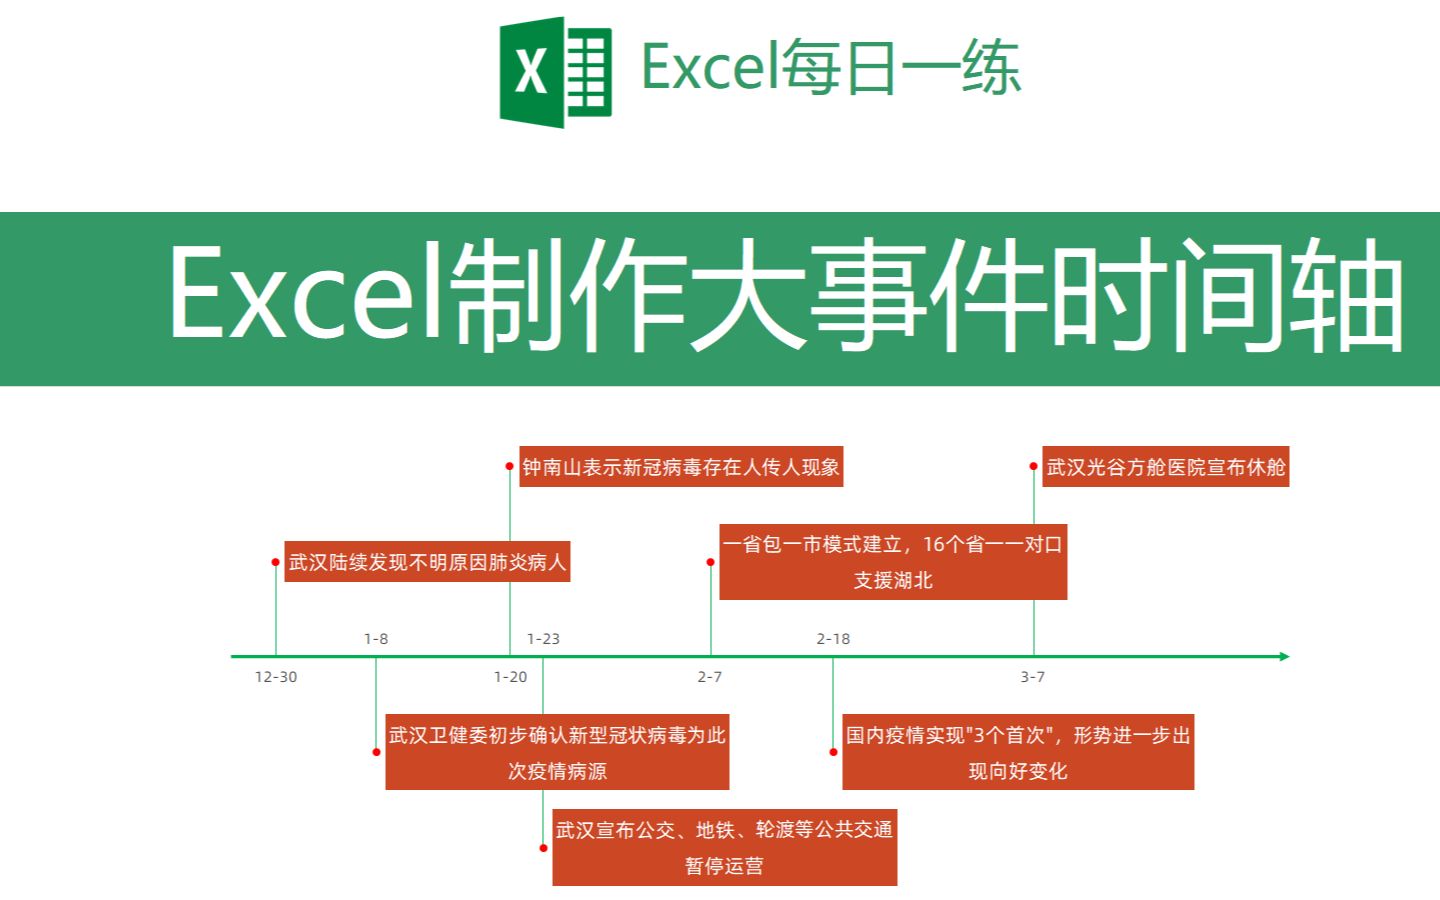 X
Excel每日一练
Excel制作大事件时间轴
钟南山表示新冠病毒存在人传人现象
武汉光谷方舱医院宣布休舱
武汉陆续发现不明原因肺炎病人
一省包一市模式建立，16个省一一对口
支援湖北
1-8
1-23
2-18
12-30
1-20
2-7
3-7
武汉卫健委初步确认新型冠状病毒为此
次疫情病源
国内疫情实现"3个首次"，形势进一步出
现向好变化
武汉宣布公交、地铁、轮渡等公共交通
暂停运营